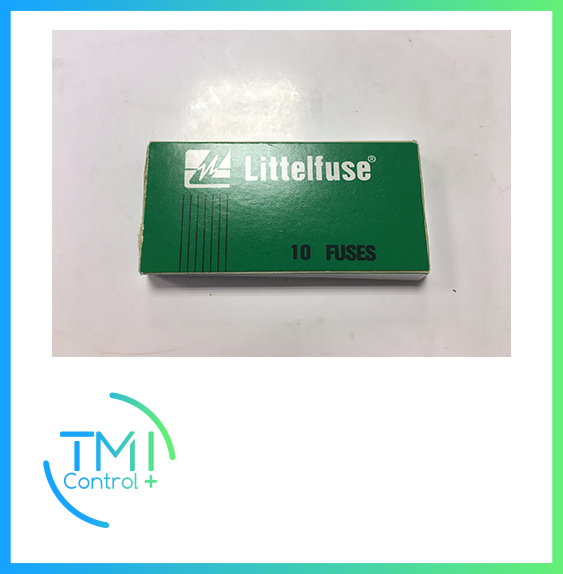 Littelfuse®
10 FUSES
TMI
Control +